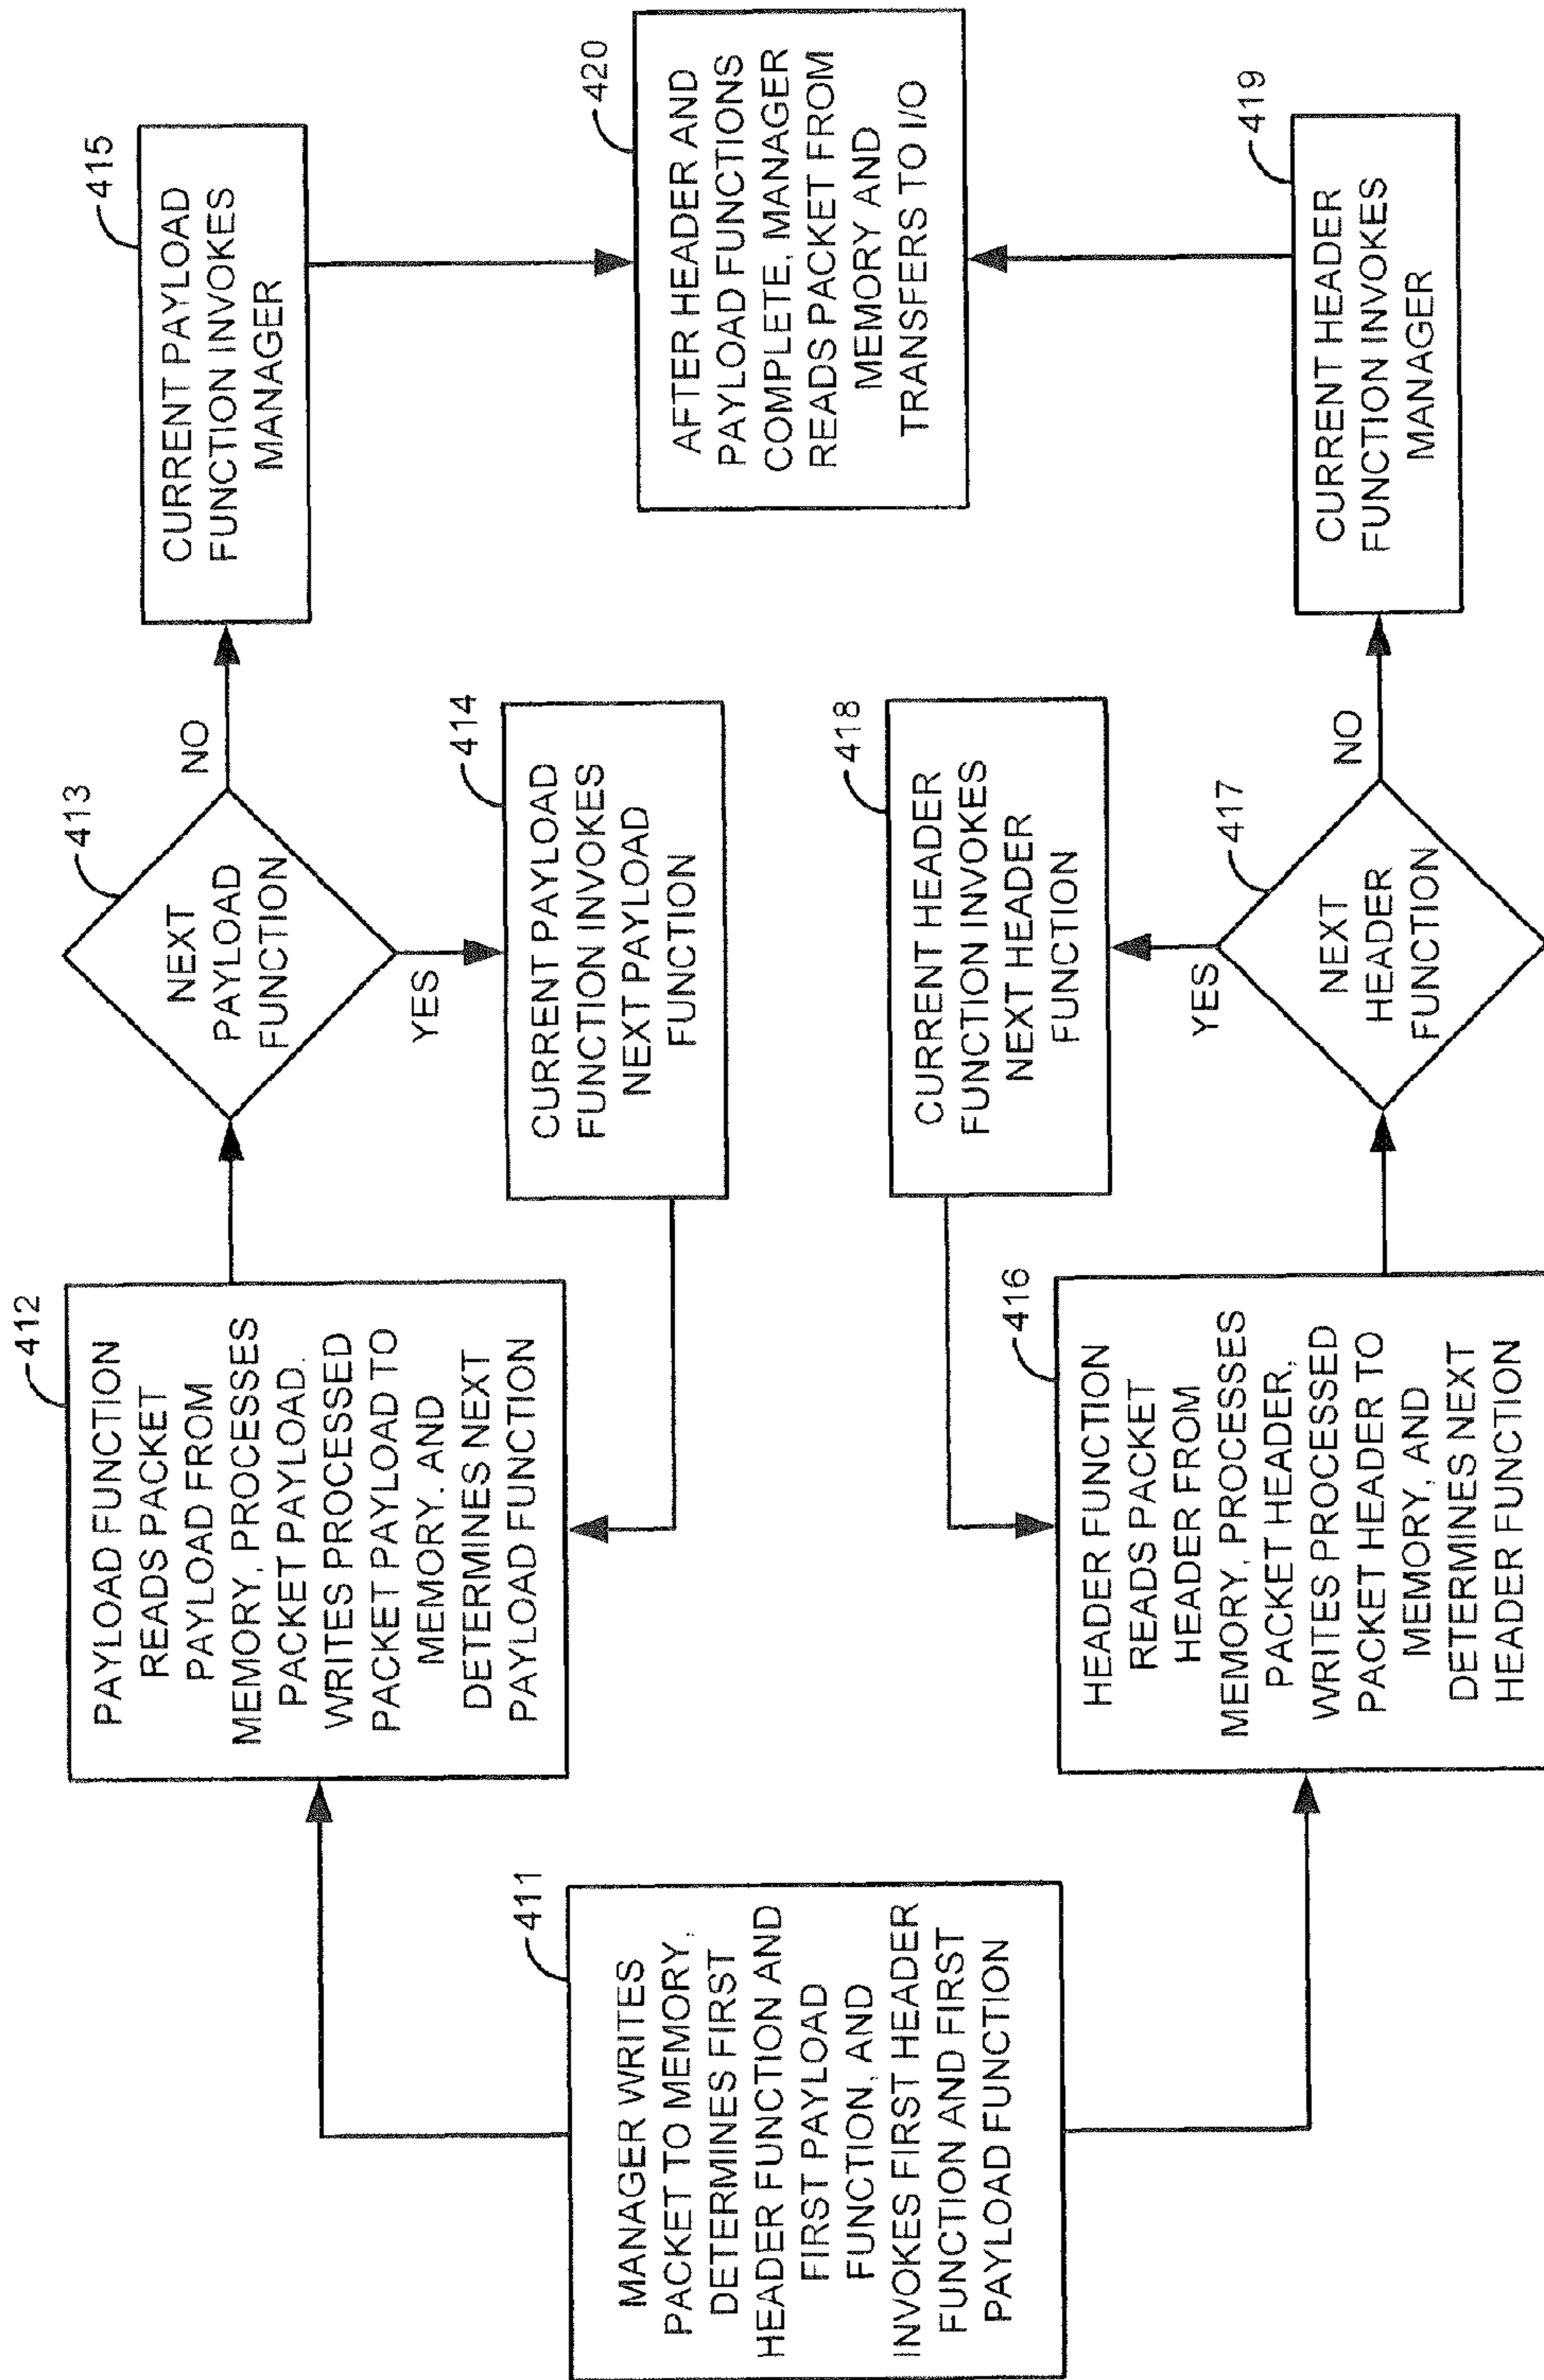 411
MANAGER WRITES
PACKET TO MEMORY,
DETERMINES FIRST
HEADER FUNCTION AND
FIRST PAYLOAD
FUNCTION, AND
INVOKES FIRST HEADER
FUNCTION AND FIRST
PAYLOAD FUNCTION
412
PAYLOAD FUNCTION
READS PACKET
PAYLOAD FROM
MEMORY, PROCESSES
PACKET PAYLOAD.
WRITES PROCESSED
PACKET PAYLOAD TO
MEMORY. AND
DETERMINES NEXT
PAYLOAD FUNCTION
413
NEXT
PAYLOAD
FUNCTION
NO
YES
414
CURRENT PAYLOAD
FUNCTION INVOKES
NEXT PAYLOAD
FUNCTION
415
CURRENT PAYLOAD
FUNCTION INVOKES
MANAGER
416
HEADER FUNCTION
READS PACKET
HEADER FROM
MEMORY, PROCESSES
PACKET HEADER,
WRITES PROCESSED
PACKET HEADER TO
MEMORY, AND
DETERMINES NEXT
HEADER FUNCTION
417
NEXT
HEADER
FUNCTION
YES
NO
418
CURRENT HEADER
FUNCTION INVOKES
NEXT HEADER
FUNCTION
419
CURRENT HEADER
FUNCTION INVOKES
MANAGER
420
AFTER HEADER AND
PAYLOAD FUNCTIONS
COMPLETE, MANAGER
READS PACKET FROM
MEMORY AND
TRANSFERS TO I/O